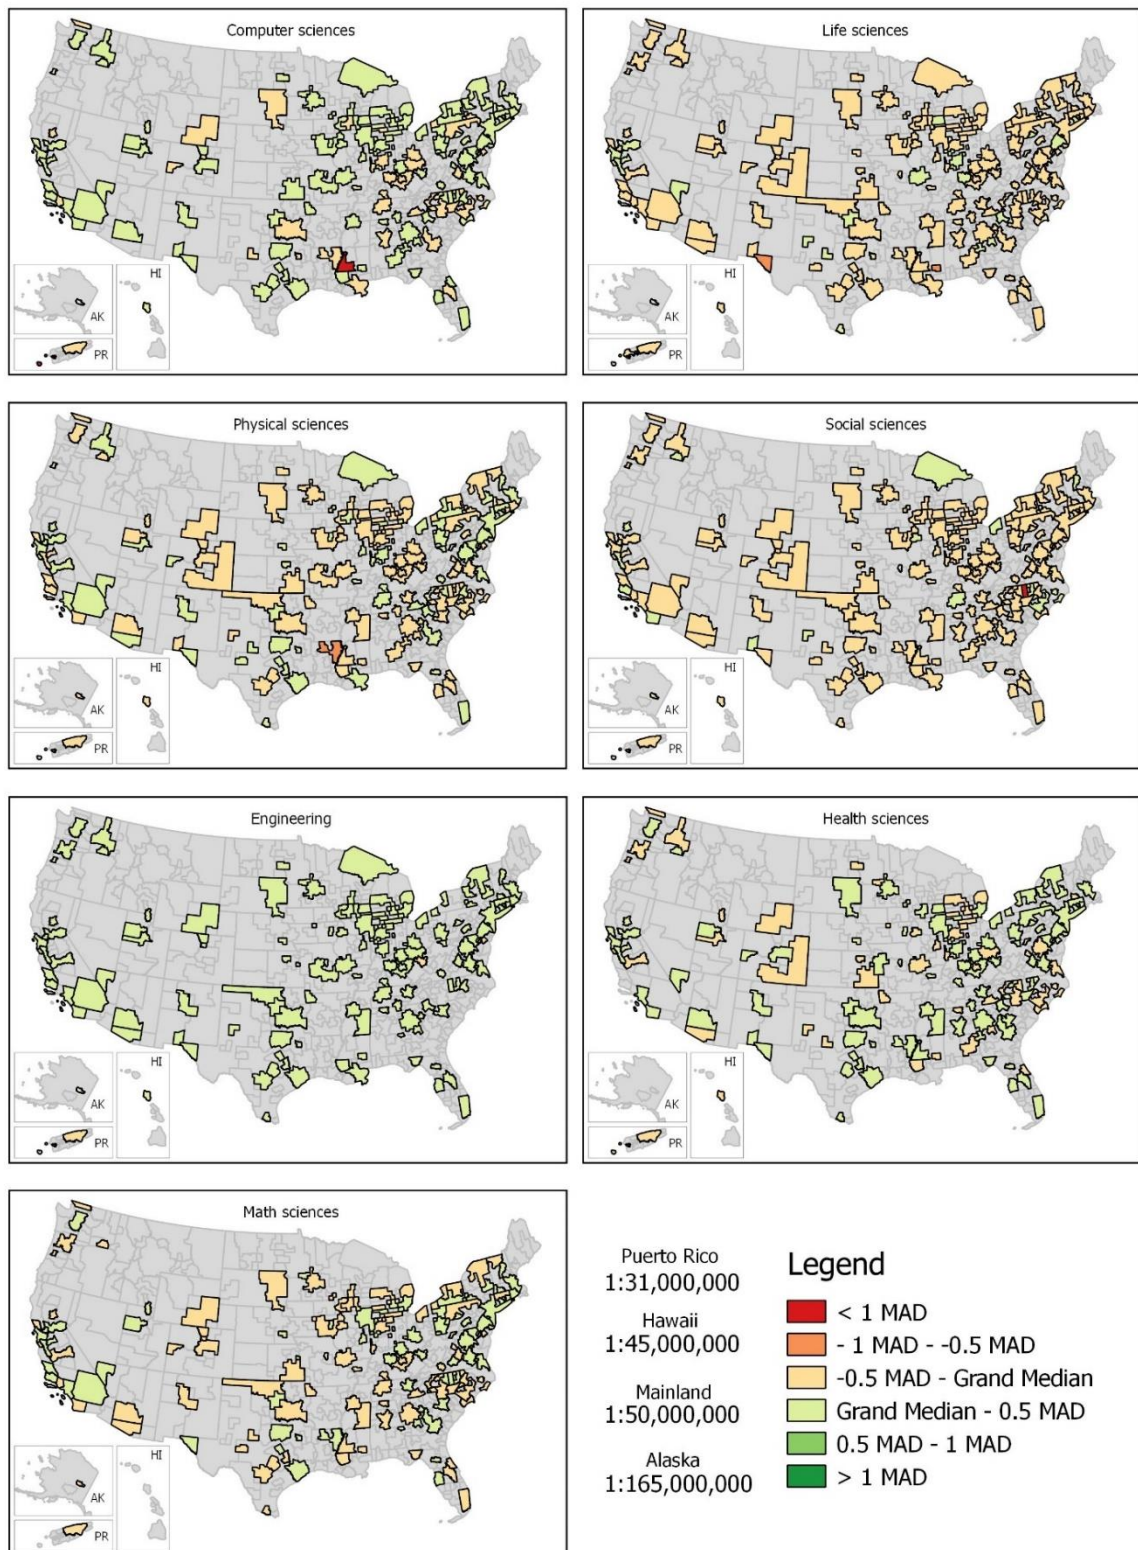 Computer sciences
HI
AK
PR
Life sciences
HI
AK
PR
Physical sciences
HI
AK
PR
Social sciences
HI
AK
PR
Engineering
HI
AK
PR
Health sciences
HI
AK
PR
Math sciences
HI
AK
PR
Puerto Rico
1:31,000,000
Hawaii
1:45,000,000
Mainland
1:50,000,000
Alaska
1:165,000,000
Legend
< 1 MAD
- 1 MAD - -0.5 MAD
-0.5 MAD - Grand Median
Grand Median - 0.5 MAD
0.5 MAD - 1 MAD
> 1 MAD